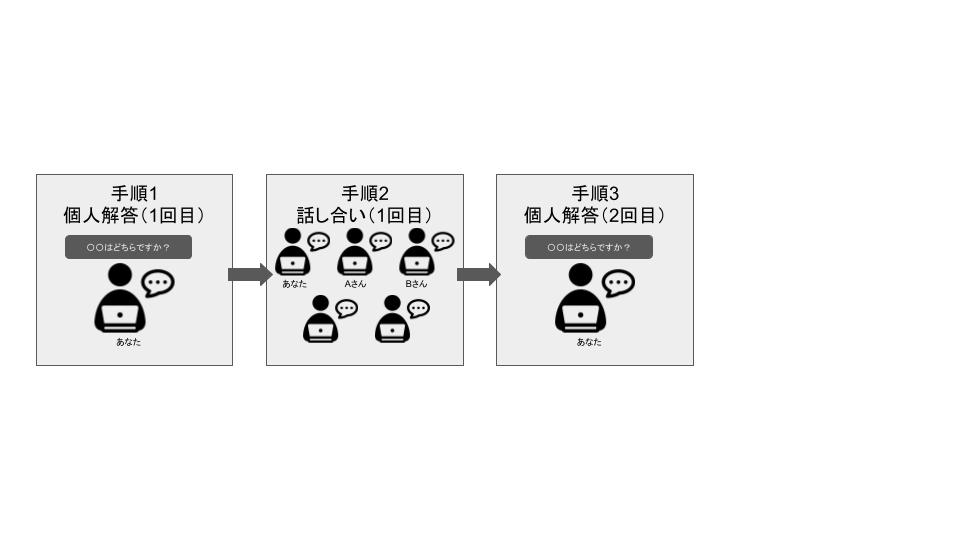 手順1
個人解答（1回目）
〇〇はどちらですか？
あなた
手順2
話し合い（1回目）
あなた
Aさん
Bさん
手順3
個人解答（2回目）
〇〇はどちらですか？
あなた